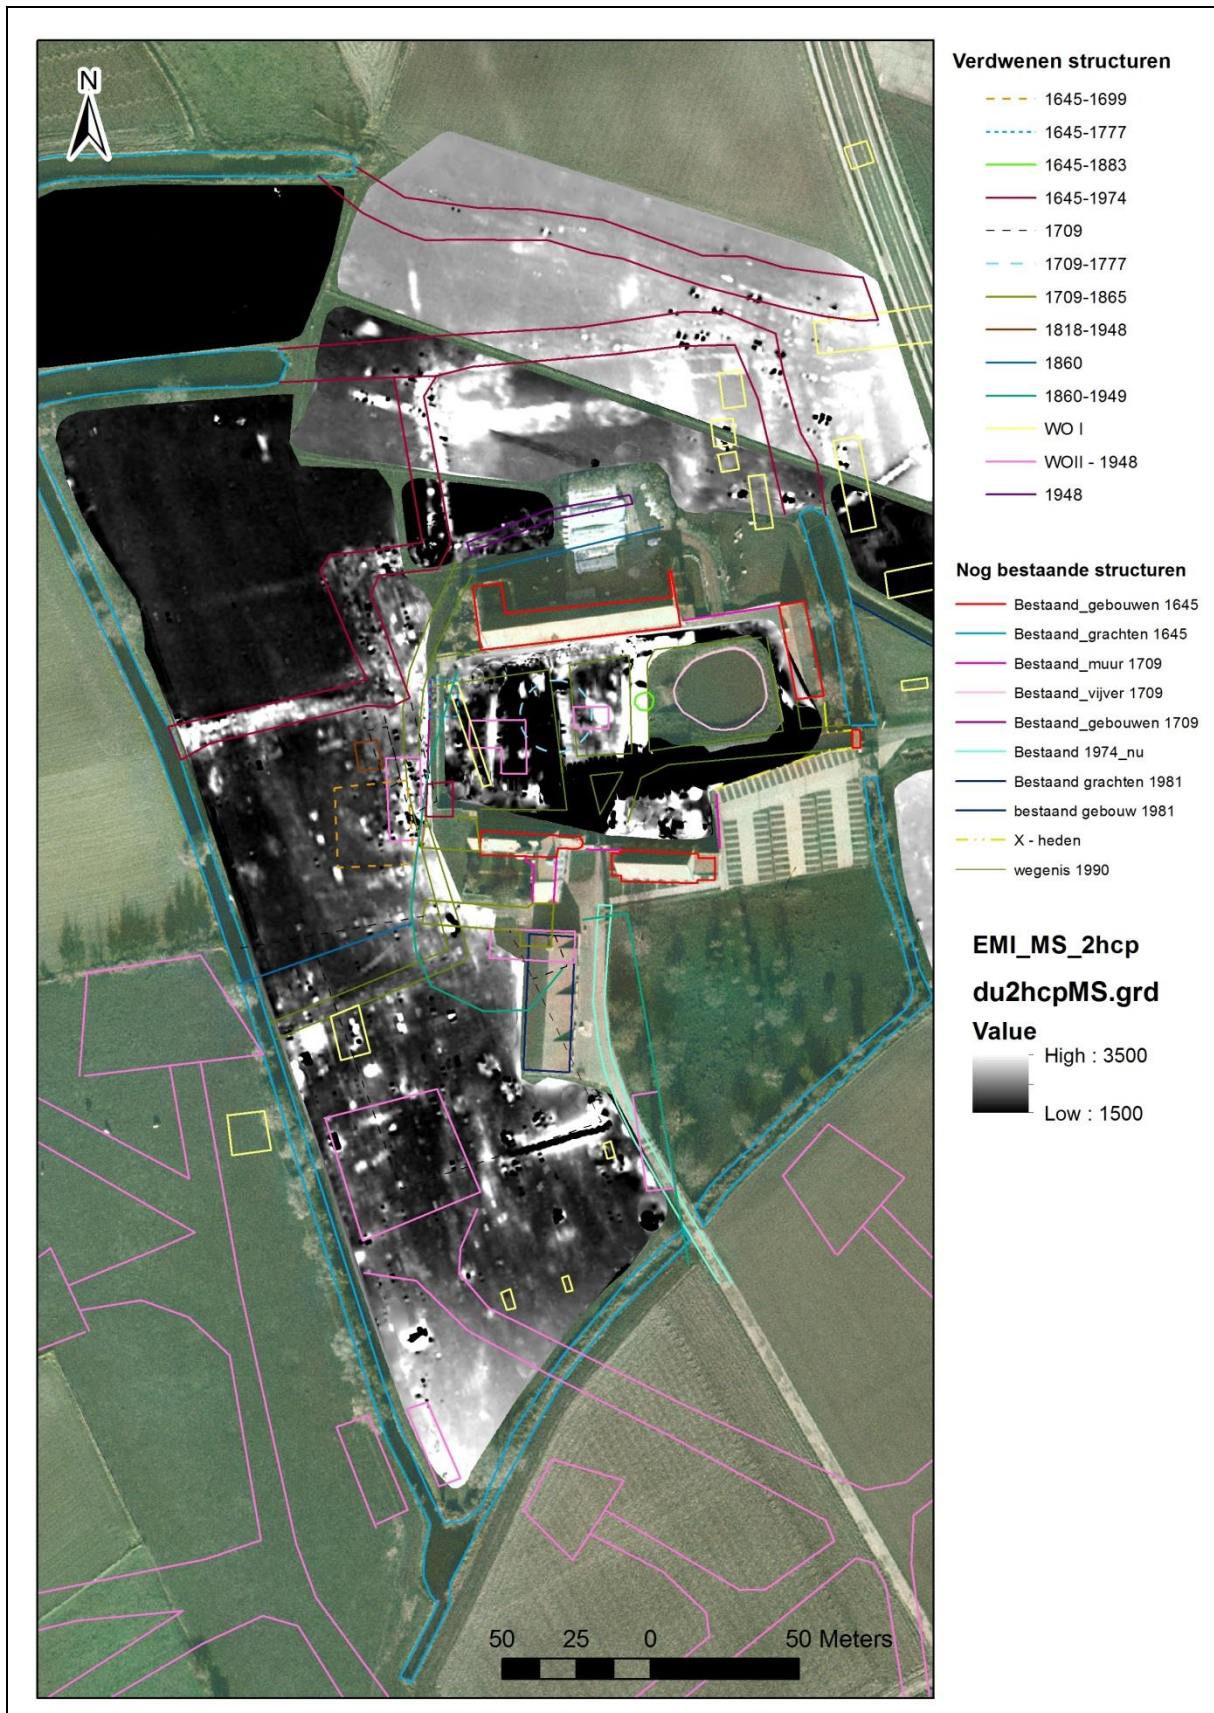 N
Verdwenen structuren
1645-1699
1645-1777
1645-1883
1645-1974
1709
1709-1777
1709-1865
1818-1948
1860
1860-1949
WO I
WOII - 1948
1948
Nog bestaande structuren
Bestaand_gebouwen 1645
Bestaand_grachten 1645
Bestaand_muur 1709
Bestaand_vijver 1709
Bestaand_gebouwen 1709
Bestaand 1974_nu
Bestaand grachten 1981
bestaand gebouw 1981
X - heden
wegenis 1990
EMI_MS_2hcp
du2hcpMS.grd
Value
High : 3500
Low : 1500
50 25 0 50 Meters